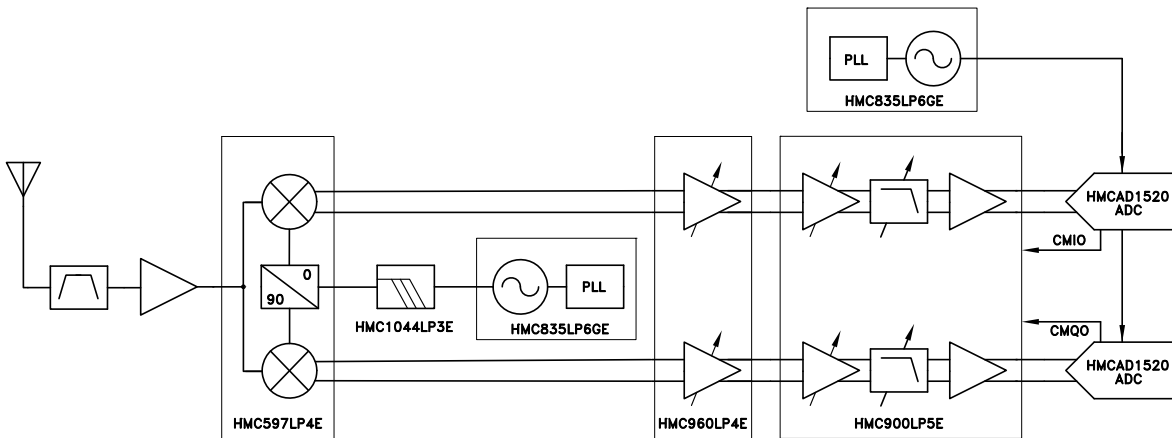 PLL
HMC835LP6GE
HMCAD1520
ADC
CMIO
0
90
HMC1044LP3E
PLL
HMC835LP6GE
CMQO
HMCAD1520
ADC
HMC597LP4E
HMC960LP4E
HMC900LP5E